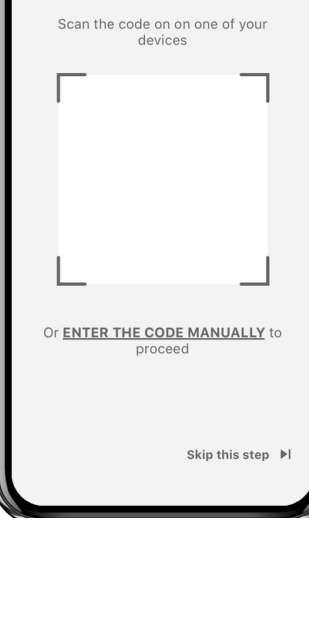 Scan the code on on one of your
devices
Or ENTER THE CODE MANUALLY to
proceed
Skip this step